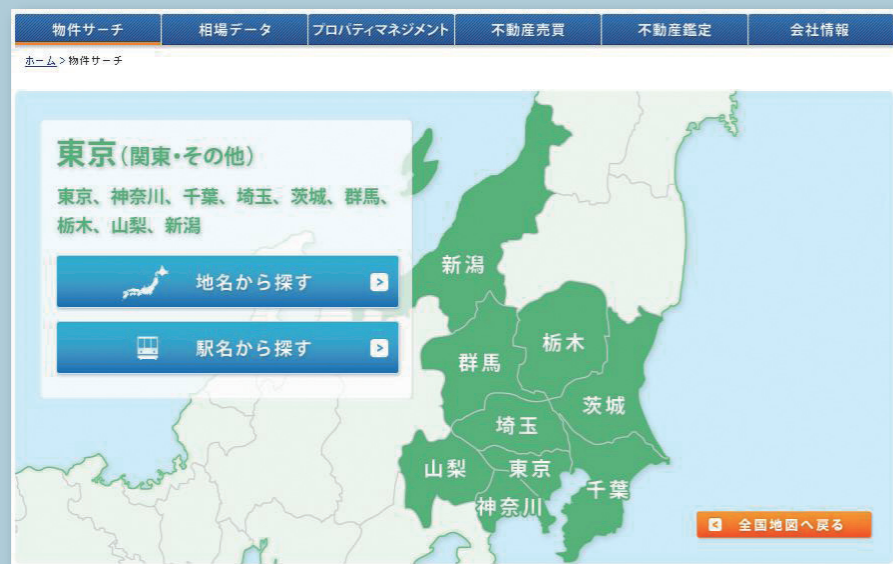 物件サーチ
相場データ
プロパティマネジメント
不動産売買
不動産鑑定
会社情報
ホーム > 物件サーチ
東京(関東・その他)
東京、神奈川、千葉、埼玉、茨城、群馬、
栃木、山梨、新潟
地名から探す
駅名から探す
新潟
栃木
群馬
茨城
埼玉
山梨
東京
千葉
神奈川
全国地図へ戻る